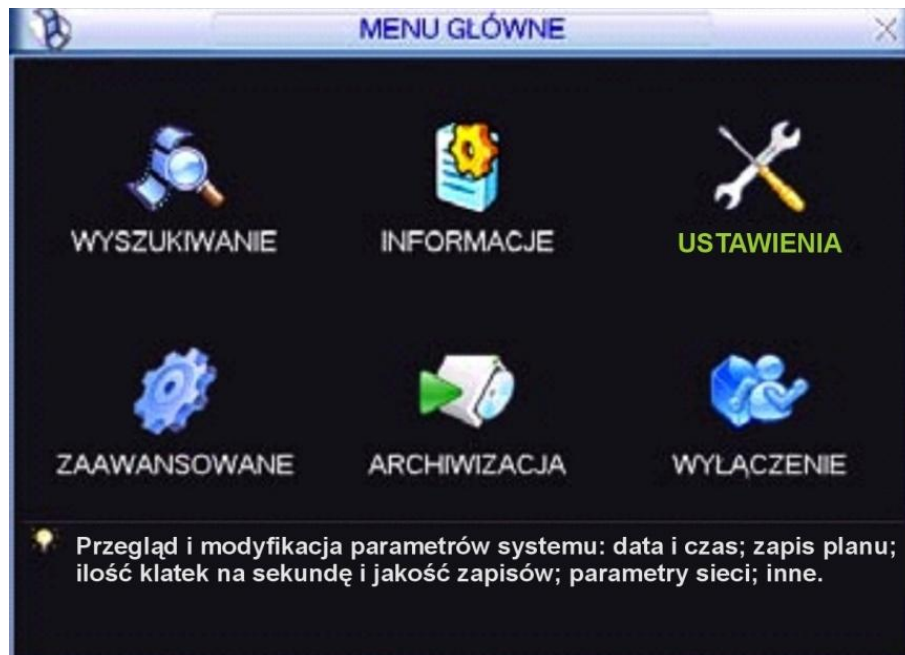 MENU GŁÓWNE
WYSZUKIWANIE
INFORMACJE
USTAWIENIA
ZAAWANSOWANE
ARCHIWIZACJA
WYŁĄCZENIE
Przegląd i modyfikacja parametrów systemu: data i czas; zapis planu;
ilość klatek na sekundę i jakość zapisów; parametry sieci; inne.